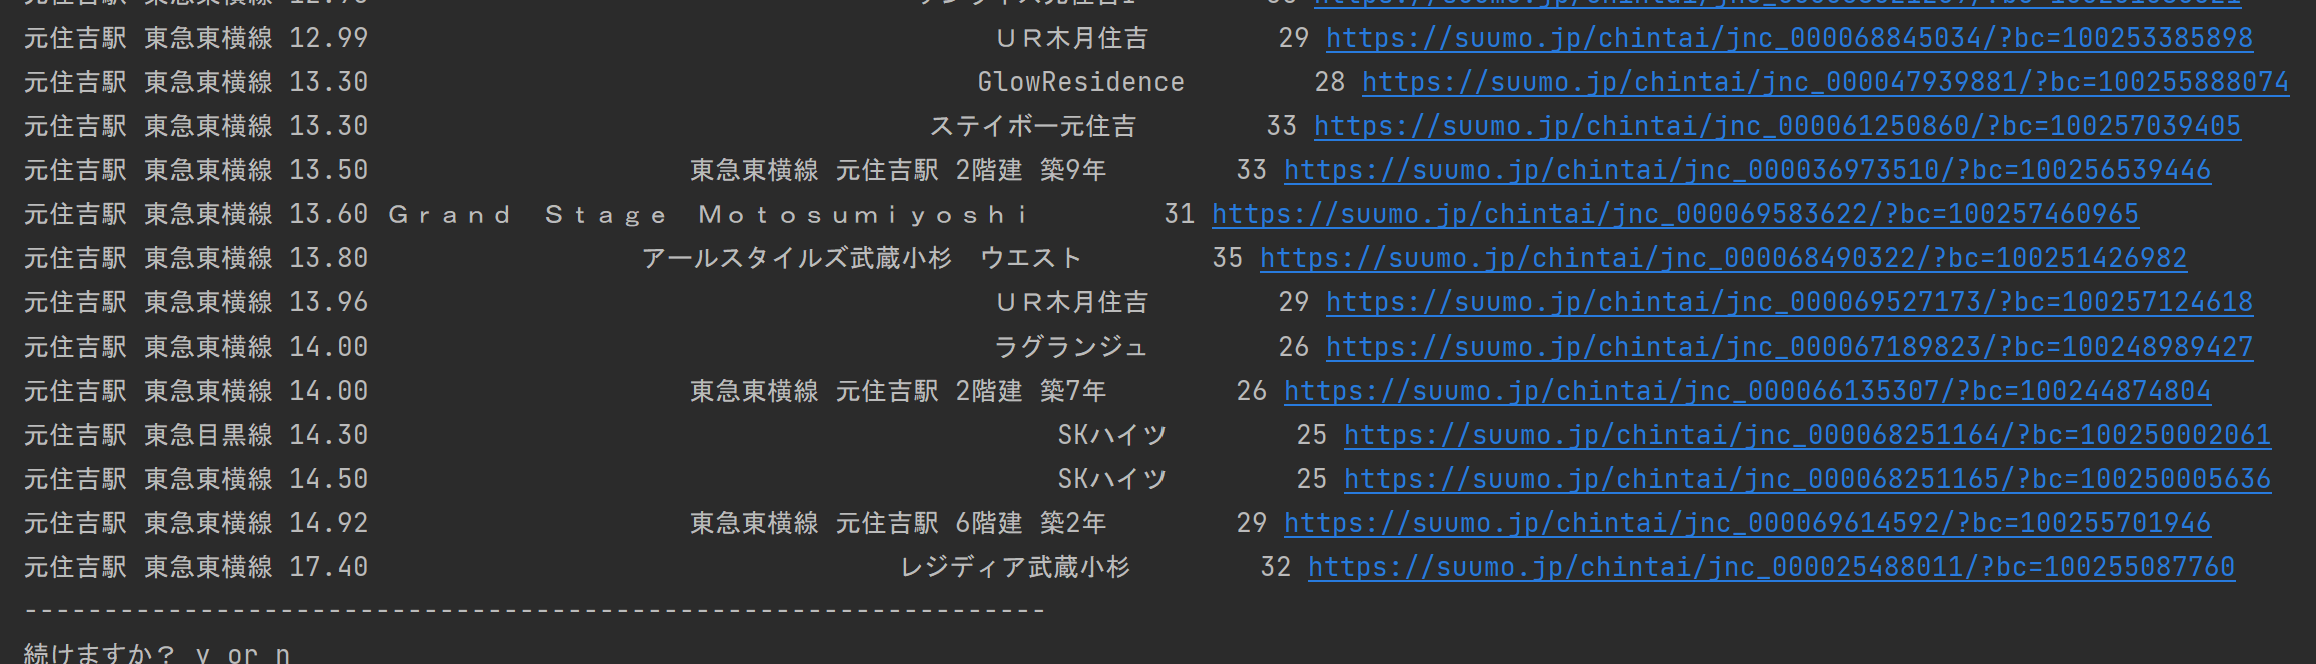 元住吉駅 東急東横線 12.99 ＵＲ木月住吉 29 https://suumo.jp/chintai/jnc_000068845034/?bc=100253385898
元住吉駅 東急東横線 13.30 GlowResidence 28 https://suumo.jp/chintai/jnc_000047939881/?bc=100255888074
元住吉駅 東急東横線 13.30 ステイボー元住吉 33 https://suumo.jp/chintai/jnc_000061250860/?bc=100257039405
元住吉駅 東急東横線 13.50 東急東横線 元住吉駅 2階建 築9年 33 https://suumo.jp/chintai/jnc_000036973510/?bc=100256539446
元住吉駅 東急東横線 13.60 Ｇｒａｎｄ　Ｓｔａｇｅ　Ｍｏｔｏｓｕｍｉｙｏｓｈｉ 31 https://suumo.jp/chintai/jnc_000069583622/?bc=100257460965
元住吉駅 東急東横線 13.80 アールスタイルズ武蔵小杉　ウエスト 35 https://suumo.jp/chintai/jnc_000068490322/?bc=100251426982
元住吉駅 東急東横線 13.96 ＵＲ木月住吉 29 https://suumo.jp/chintai/jnc_000069527173/?bc=100257124618
元住吉駅 東急東横線 14.00 ラグランジュ 26 https://suumo.jp/chintai/jnc_000067189823/?bc=100248989427
元住吉駅 東急東横線 14.00 東急東横線 元住吉駅 2階建 築7年 26 https://suumo.jp/chintai/jnc_000066135307/?bc=100244874804
元住吉駅 東急目黒線 14.30 SKハイツ 25 https://suumo.jp/chintai/jnc_000068251164/?bc=100250002061
元住吉駅 東急東横線 14.50 SKハイツ 25 https://suumo.jp/chintai/jnc_000068251165/?bc=100250005636
元住吉駅 東急東横線 14.92 東急東横線 元住吉駅 6階建 築2年 29 https://suumo.jp/chintai/jnc_000069614592/?bc=100255701946
元住吉駅 東急東横線 17.40 レジディア武蔵小杉 32 https://suumo.jp/chintai/jnc_000025488011/?bc=100255087760
----------------------------------------------------------------
続けますか？ y or n